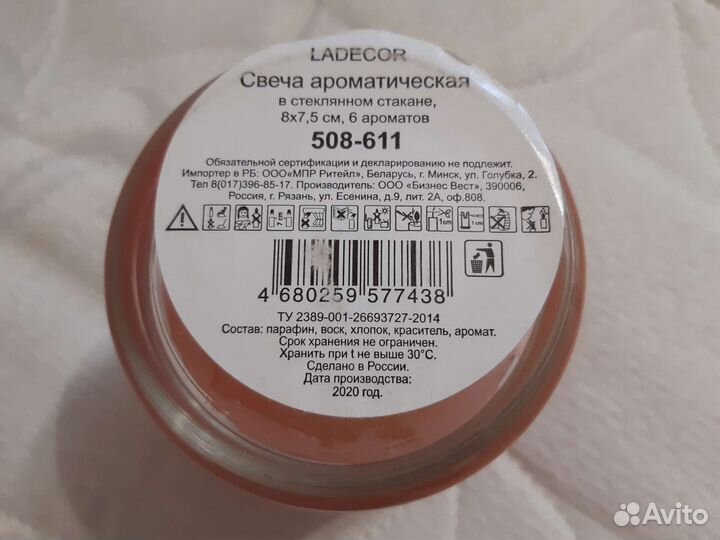 LADECOR
Свеча ароматическая
в стеклянном стакане,
8х7,5 см, 6 ароматов
508-611
Обязательной сертификации и декларированию не подлежит.
Импортер в РБ: ООО«МПР Ритейл», Беларусь, г. Минск, ул. Голубка, 2.
Тел 8(017)396-85-17. Производитель: ООО «Бизнес Вест», 390006,
Россия, г. Рязань, ул. Есенина, д.9, лит. 2А, оф.808.
1cm 1 cm
4 680259 577438
ТУ 2389-001-26693727-2014
Состав: парафин, воск, хлопок, краситель, аромат.
Срок хранения не ограничен.
Хранить при t не выше 30°С.
Сделано в России.
Дата производства:
2020 год.
Avito